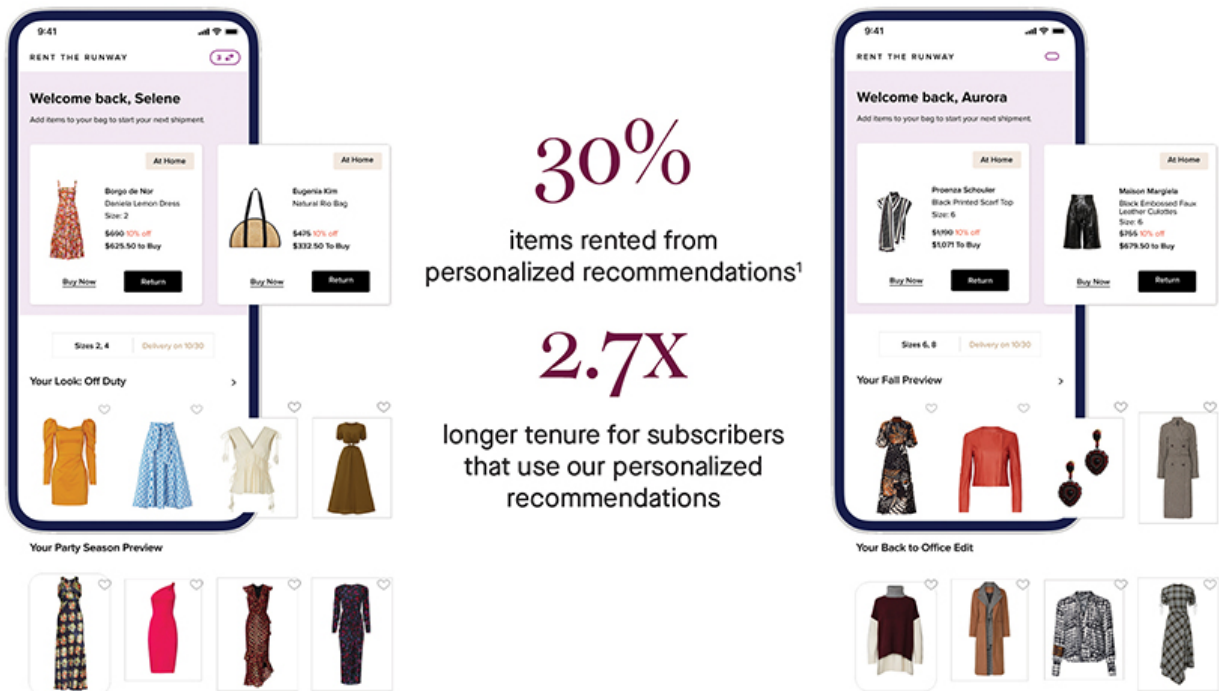 9:41
RENT THE RUNWAY
3
Welcome back, Selene
Add items to your bag to start your next shipment.
At Home
Borgo de Nor
Daniela Lemon Dress
Size: 2
$690 10% off
$625.50 to Buy
Buy Now
Return
At Home
Eugenia Kim
Natural Rio Bag
$475 10% off
$332.50 To Buy
Buy Now
Return
Sizes 2, 4
Delivery on 10/30
Your Look: Off Duty
Your Party Season Preview
30%
items rented from
personalized recommendations¹
2.7X
longer tenure for subscribers
that use our personalized
recommendations
9:41
RENT THE RUNWAY
Welcome back, Aurora
Add items to your bag to start your next shipment.
At Home
Proenza Schouler
Black Printed Scarf Top
Size: 6
$1,190 10% off
$1,071 To Buy
Buy Now
Return
At Home
Maison Margiela
Black Embossed Faux
Leather Culottes
Size: 6
$755 10% off
$679.50 to Buy
Buy Now
Return
Sizes 6, 8
Delivery on 10/30
Your Fall Preview
Your Back to Office Edit